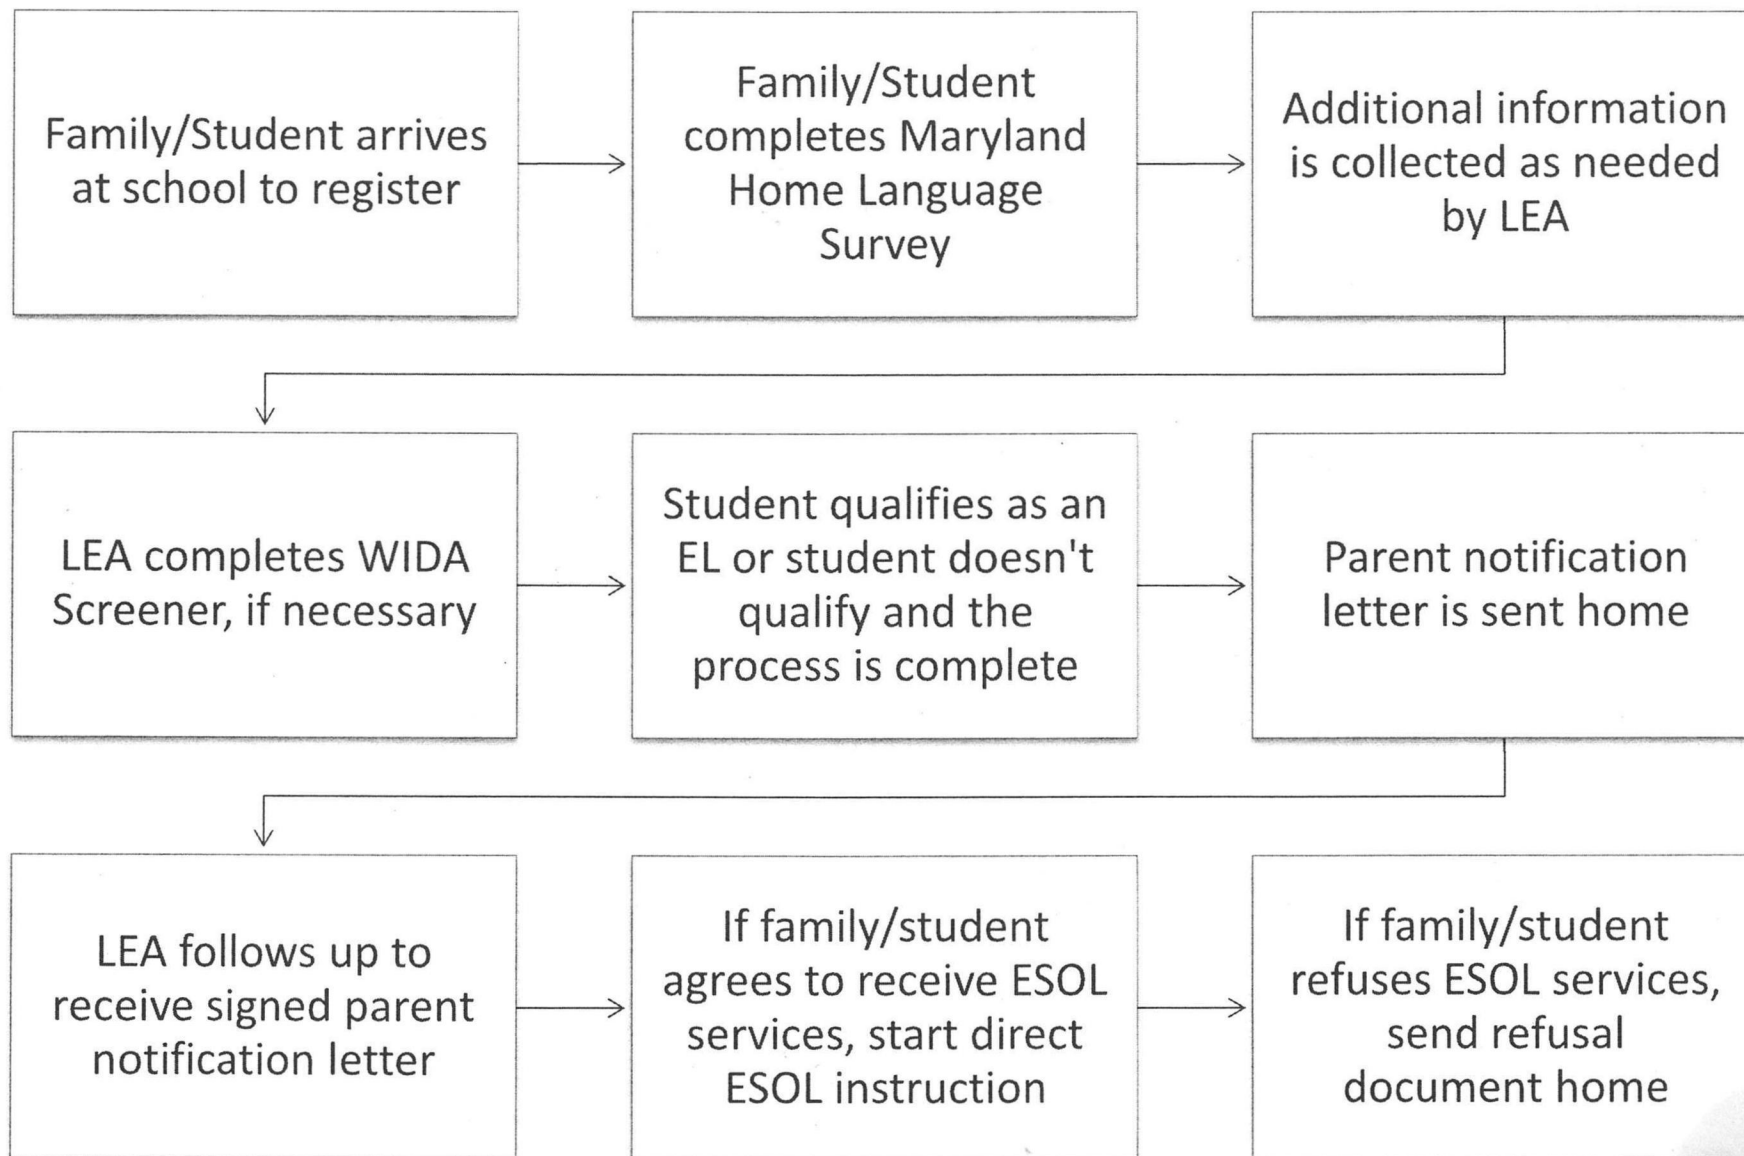 Family/Student arrives
at school to register
Family/Student
completes Maryland
Home Language
Survey
Additional information
is collected as needed
by LEA
LEA completes WIDA
Screener, if necessary
Student qualifies as an
EL or student doesn't
qualify and the
process is complete
Parent notification
letter is sent home
LEA follows up to
receive signed parent
notification letter
If family/student
agrees to receive ESOL
services, start direct
ESOL instruction
If family/student
refuses ESOL services,
send refusal
document home